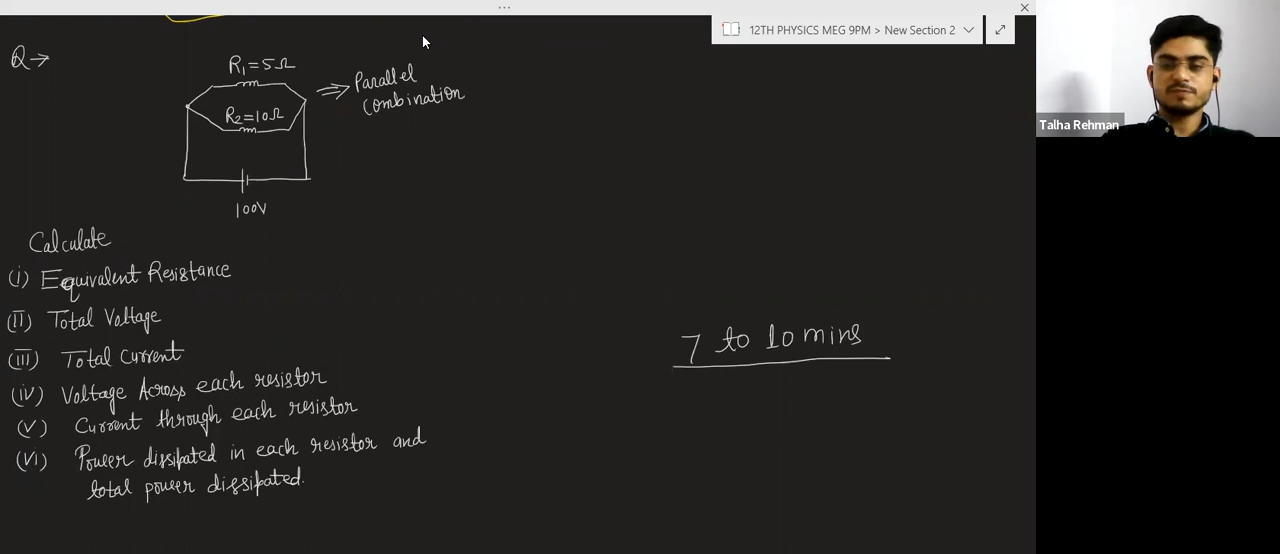 12TH PHYSICS MEG 9PM > New Section 2
Q →
R₁ = 5Ω
R₂ = 10Ω
⇒ Parallel
Combination
100V
Talha Rehman
Calculate
(i) Equivalent Resistance
(II) Total Voltage
(III) Total Current
(iv) Voltage Across each resistor
(v) Current through each resistor
(vi) Power dissipated in each resistor and
total power dissipated.
7 to 10 mins